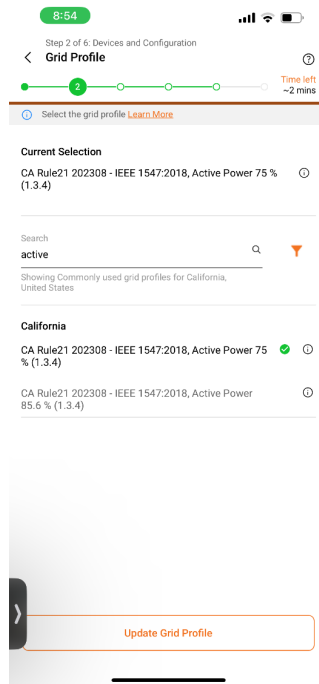 8:54
Step 2 of 6: Devices and Configuration
Grid Profile
Time left
2
~2 mins
Select the grid profile Learn More
Current Selection
CA Rule21 202308 - IEEE 1547:2018, Active Power 75 %
(1.3.4)
Search
active
Showing Commonly used grid profiles for California,
United States
California
CA Rule21 202308 - IEEE 1547:2018, Active Power 75
% (1.3.4)
CA Rule21 202308 - IEEE 1547:2018, Active Power
85.6 % (1.3.4)
Update Grid Profile